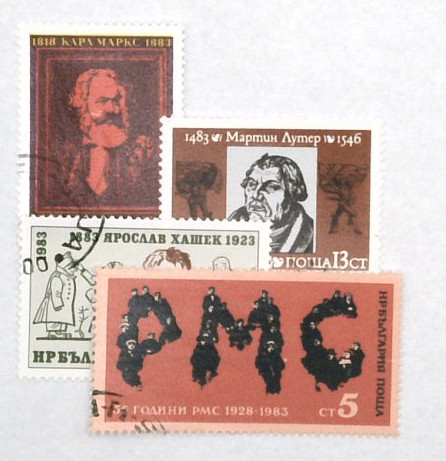 1818 КАРЛ МАРКС 1883
1483 Мартин Лутер 1546
ПОЩА 13 СТ
1983
1883 ЯРОСЛАВ ХАШЕК 1923
НР БЪЛ
РМС
НР БЪЛГАРИЯ ПОЩА
ГОДИНИ РМС 1928-1983
СТ 5